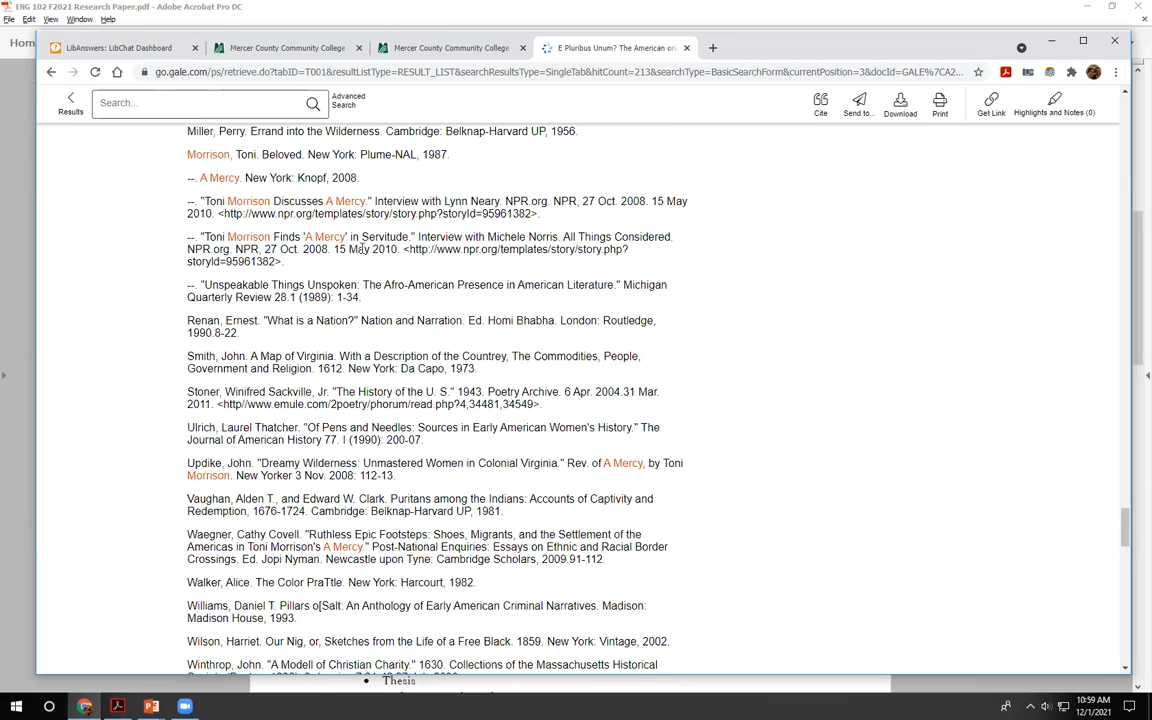 ENG 102 F2021 Research Paper.pdf - Adobe Acrobat Pro DC
File Edit View Window Help
Hom
LibAnswers: LibChat Dashboard
Mercer County Community College
Mercer County Community College
E Pluribus Unum? The American on
go.gale.com/ps/retrieve.do?tabID=T001&resultListType=RESULT_LIST&searchResultsType=SingleTab&hitCount=213&searchType=BasicSearchForm&currentPosition=3&docId=GALE%7CA2...
Results
Search...
Advanced
Search
Cite
Send to...
Download
Print
Get Link
Highlights and Notes (0)
Miller, Perry. Errand into the Wilderness. Cambridge: Belknap-Harvard UP, 1956.
Morrison, Toni. Beloved. New York: Plume-NAL, 1987.
--. A Mercy. New York: Knopf, 2008.
--. "Toni Morrison Discusses A Mercy." Interview with Lynn Neary. NPR.org. NPR, 27 Oct. 2008. 15 May
2010. <http://www.npr.org/templates/story/story.php?storyId=95961382>.
--. "Toni Morrison Finds 'A Mercy' in Servitude." Interview with Michele Norris. All Things Considered.
NPR.org. NPR, 27 Oct. 2008. 15 May 2010. <http://www.npr.org/templates/story/story.php?
storyId=95961382>.
--. "Unspeakable Things Unspoken: The Afro-American Presence in American Literature." Michigan
Quarterly Review 28.1 (1989): 1-34.
Renan, Ernest. "What is a Nation?" Nation and Narration. Ed. Homi Bhabha. London: Routledge,
1990.8-22.
Smith, John. A Map of Virginia. With a Description of the Countrey, The Commodities, People,
Government and Religion. 1612. New York: Da Capo, 1973.
Stoner, Winifred Sackville, Jr. "The History of the U. S." 1943. Poetry Archive. 6 Apr. 2004.31 Mar.
2011. <http//www.emule.com/2poetry/phorum/read.php?4,34481,34549>.
Ulrich, Laurel Thatcher. "Of Pens and Needles: Sources in Early American Women's History." The
Journal of American History 77. I (1990): 200-07.
Updike, John. "Dreamy Wilderness: Unmastered Women in Colonial Virginia." Rev. of A Mercy, by Toni
Morrison. New Yorker 3 Nov. 2008: 112-13.
Vaughan, Alden T., and Edward W. Clark. Puritans among the Indians: Accounts of Captivity and
Redemption, 1676-1724. Cambridge: Belknap-Harvard UP, 1981.
Waegner, Cathy Covell. "Ruthless Epic Footsteps: Shoes, Migrants, and the Settlement of the
Americas in Toni Morrison's A Mercy." Post-National Enquiries: Essays on Ethnic and Racial Border
Crossings. Ed. Jopi Nyman. Newcastle upon Tyne: Cambridge Scholars, 2009.91-112.
Walker, Alice. The Color PraTtle. New York: Harcourt, 1982.
Williams, Daniel T. Pillars o[Salt: An Anthology of Early American Criminal Narratives. Madison:
Madison House, 1993.
Wilson, Harriet. Our Nig, or, Sketches from the Life of a Free Black. 1859. New York: Vintage, 2002.
Winthrop, John. "A Modell of Christian Charity." 1630. Collections of the Massachusetts Historical
• Thesis
10:59 AM
12/1/2021